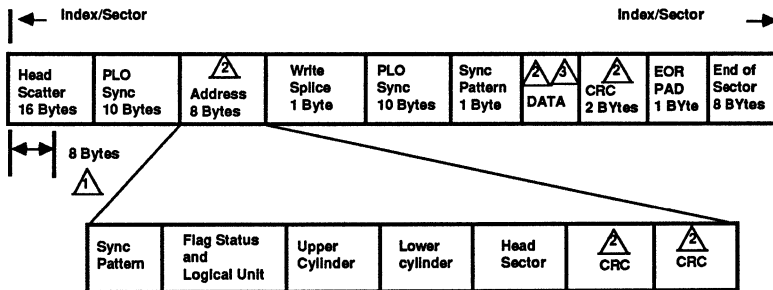 Index/Sector
Index/Sector
Head
Scatter
16 Bytes
PLO
Sync
10 Bytes
2
Address
8 Bytes
Write
Splice
1 Byte
PLO
Sync
10 Bytes
Sync
Pattern
1 Byte
2 3
DATA
2
CRC
2 BYtes
EOR
PAD
1 BYte
End of
Sector
8 BYtes
8 Bytes
1
Sync
Pattern
Flag Status
and
Logical Unit
Upper
Cylinder
Lower
cylinder
Head
Sector
2
CRC
2
CRC